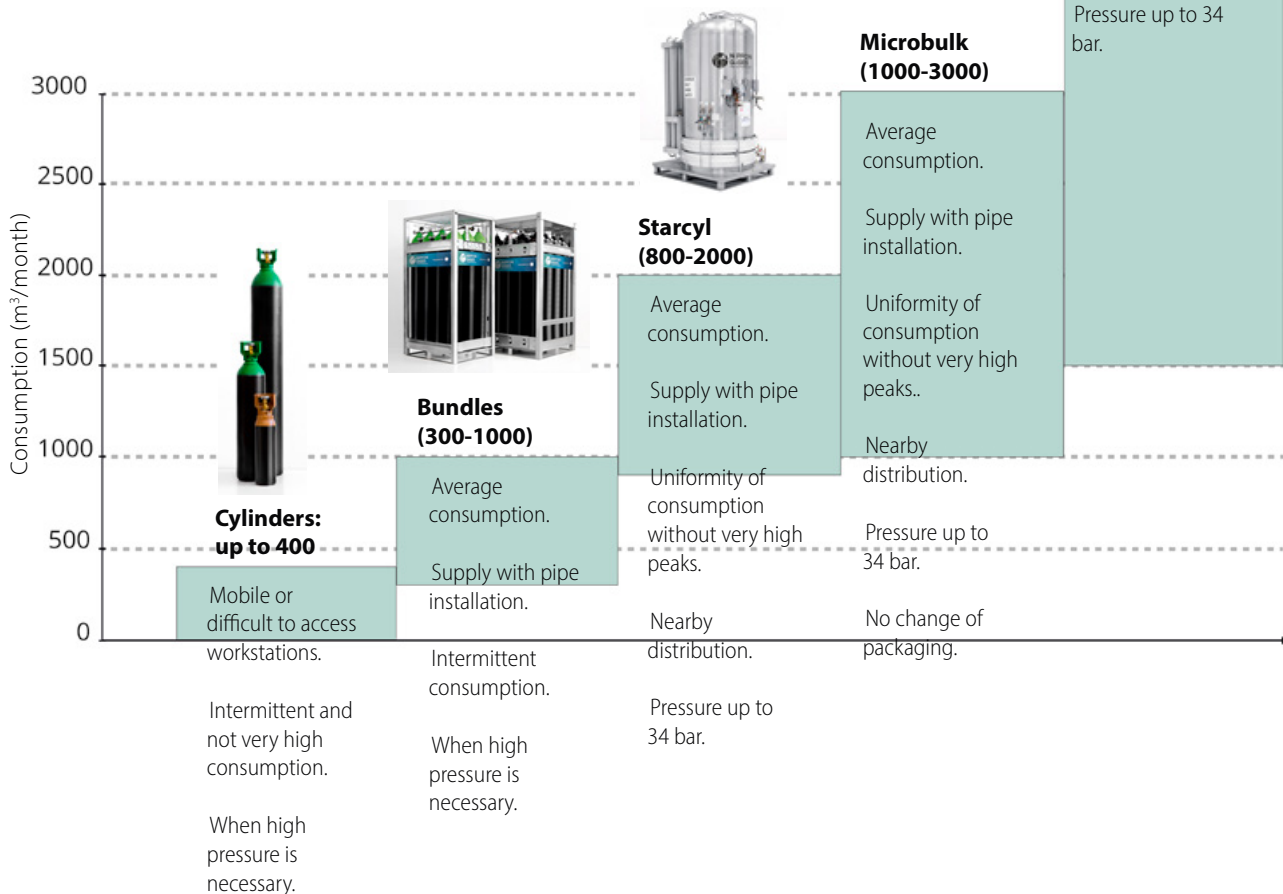 Pressure up to 34
bar.
Microbulk
(1000-3000)
Average
consumption.
Supply with pipe
installation.
Uniformity of
consumption
without very high
peaks..
Nearby
distribution.
Pressure up to
34 bar.
No change of
packaging.
Starcyl
(800-2000)
Average
consumption.
Supply with pipe
installation.
Uniformity of
consumption
without very high
peaks.
Nearby
distribution.
Pressure up to
34 bar.
Bundles
(300-1000)
Average
consumption.
Supply with pipe
installation.
Intermittent
consumption.
When high
pressure is
necessary.
Cylinders:
up to 400
Mobile or
difficult to access
workstations.
Intermittent and
not very high
consumption.
When high
pressure is
necessary.
Consumption (m³/month)
3000
2500
2000
1500
1000
500
0